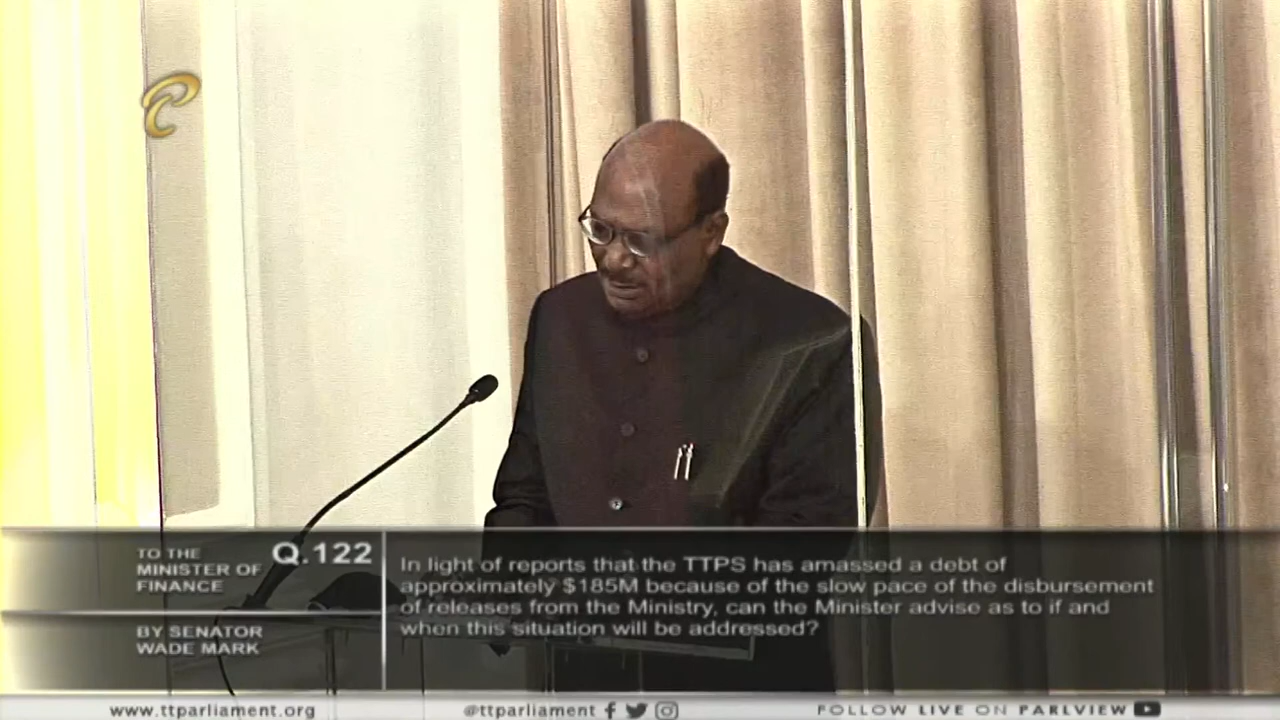 TO THE
MINISTER OF
FINANCE
Q.122
BY SENATOR
WADE MARK
In light of reports that the TTPS has amassed a debt of
approximately $185M because of the slow pace of the disbursement
of releases from the Ministry, can the Minister advise as to if and
when this situation will be addressed?
www.ttparliament.org
@ttparliament
FOLLOW LIVE ON PARLVIEW